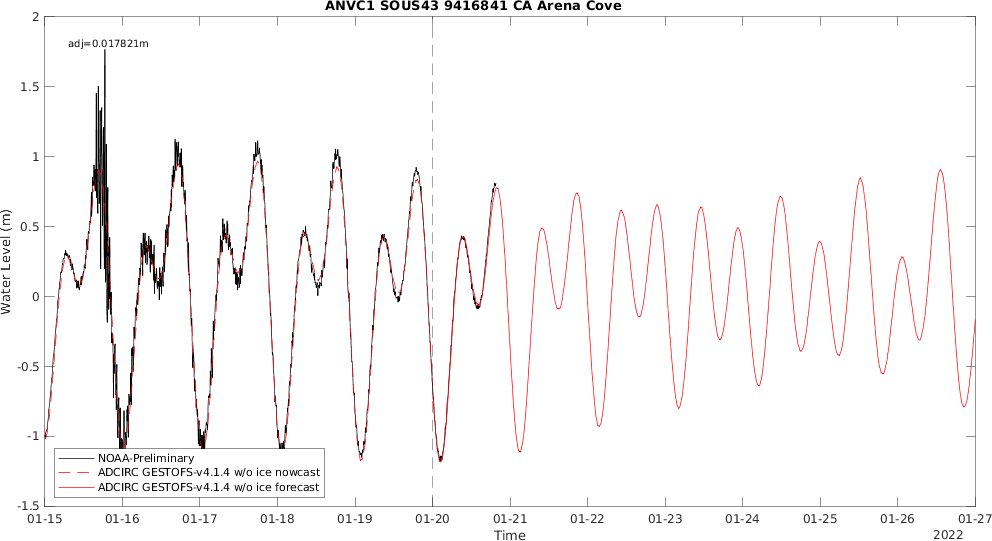 ANVC1 SOUS43 9416841 CA Arena Cove
adj=0.017821m
2
1.5
1
0.5
0
-0.5
-1
-1.5
Water Level (m)
NOAA-Preliminary
ADCIRC GESTOFS-v4.1.4 w/o ice nowcast
ADCIRC GESTOFS-v4.1.4 w/o ice forecast
01-15 01-16 01-17 01-18 01-19 01-20 01-21 01-22 01-23 01-24 01-25 01-26 01-27
Time
2022